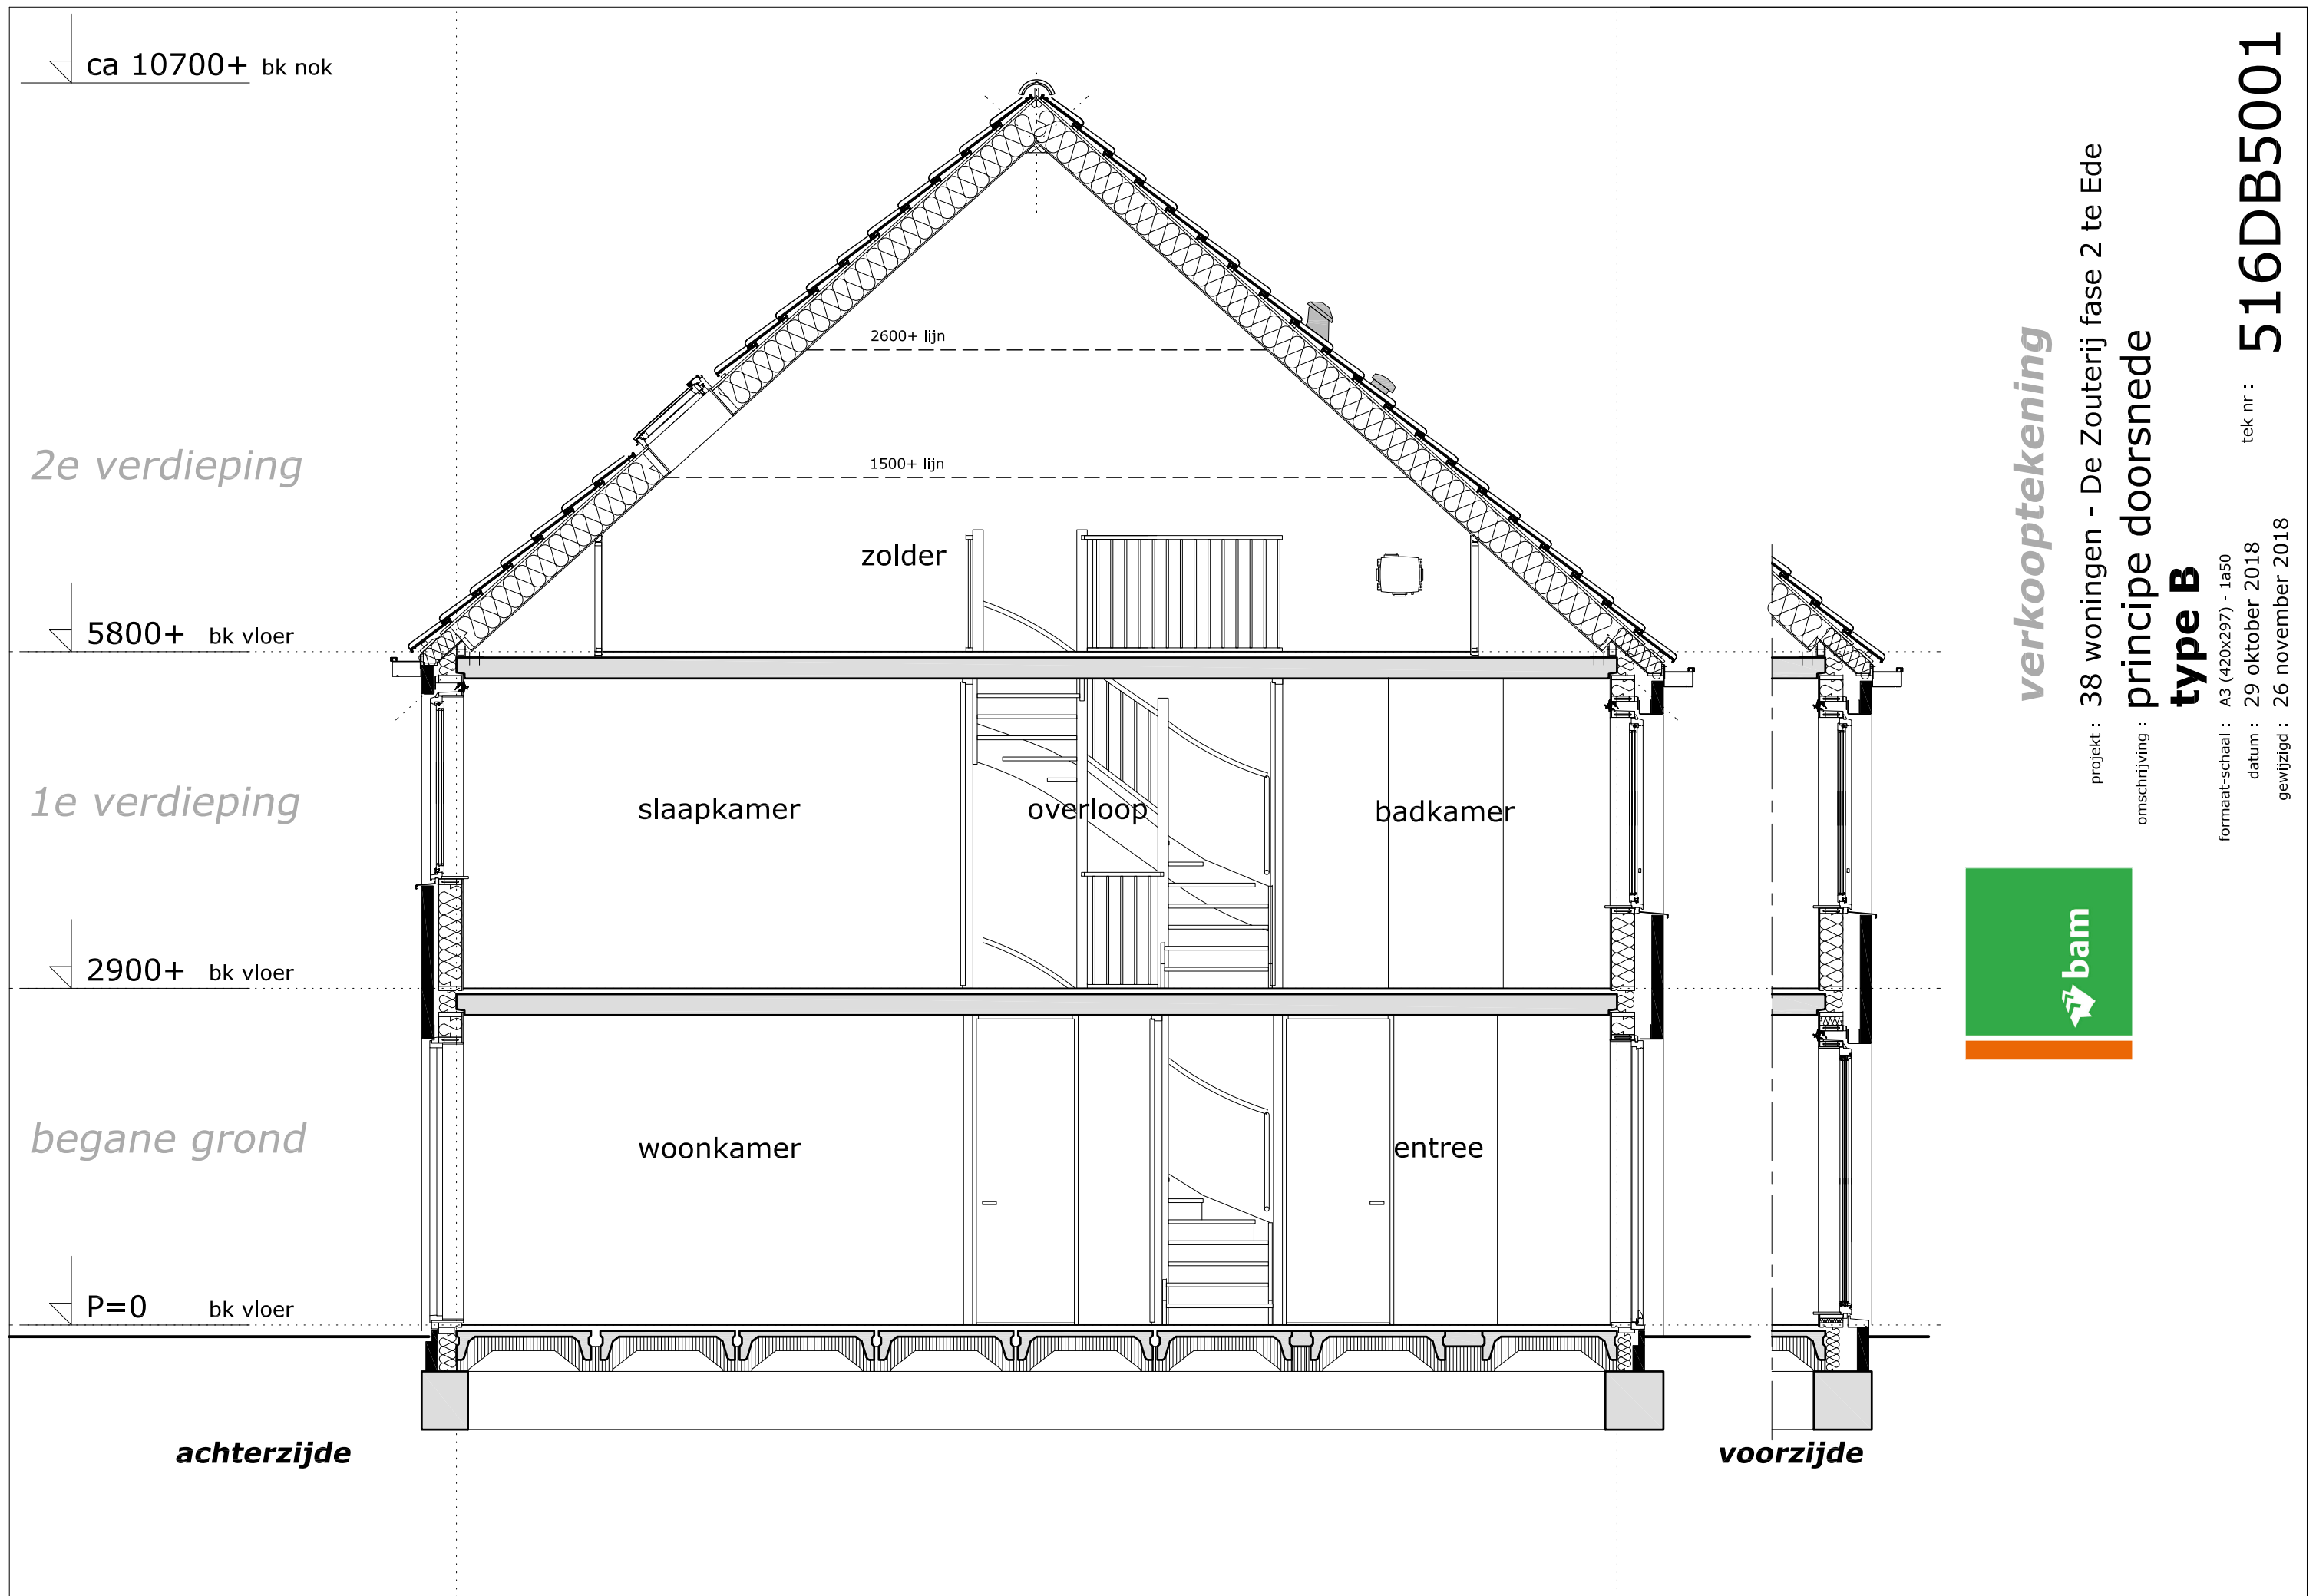 ca 10700+ bk nok
2600+ lijn
1500+ lijn
2e verdieping
zolder
5800+ bk vloer
1e verdieping
slaapkamer
overloop
badkamer
2900+ bk vloer
begane grond
woonkamer
entree
P=0 bk vloer
achterzijde
voorzijde
verkooptekening
projekt : 38 woningen - De Zouterij fase 2 te Ede
omschrijving : principe doorsnede
type B
formaat-schaal : A3 (420x297) - 1a50
datum : 29 oktober 2018
tek nr : 516DB5001
gewijzigd : 26 november 2018
bam